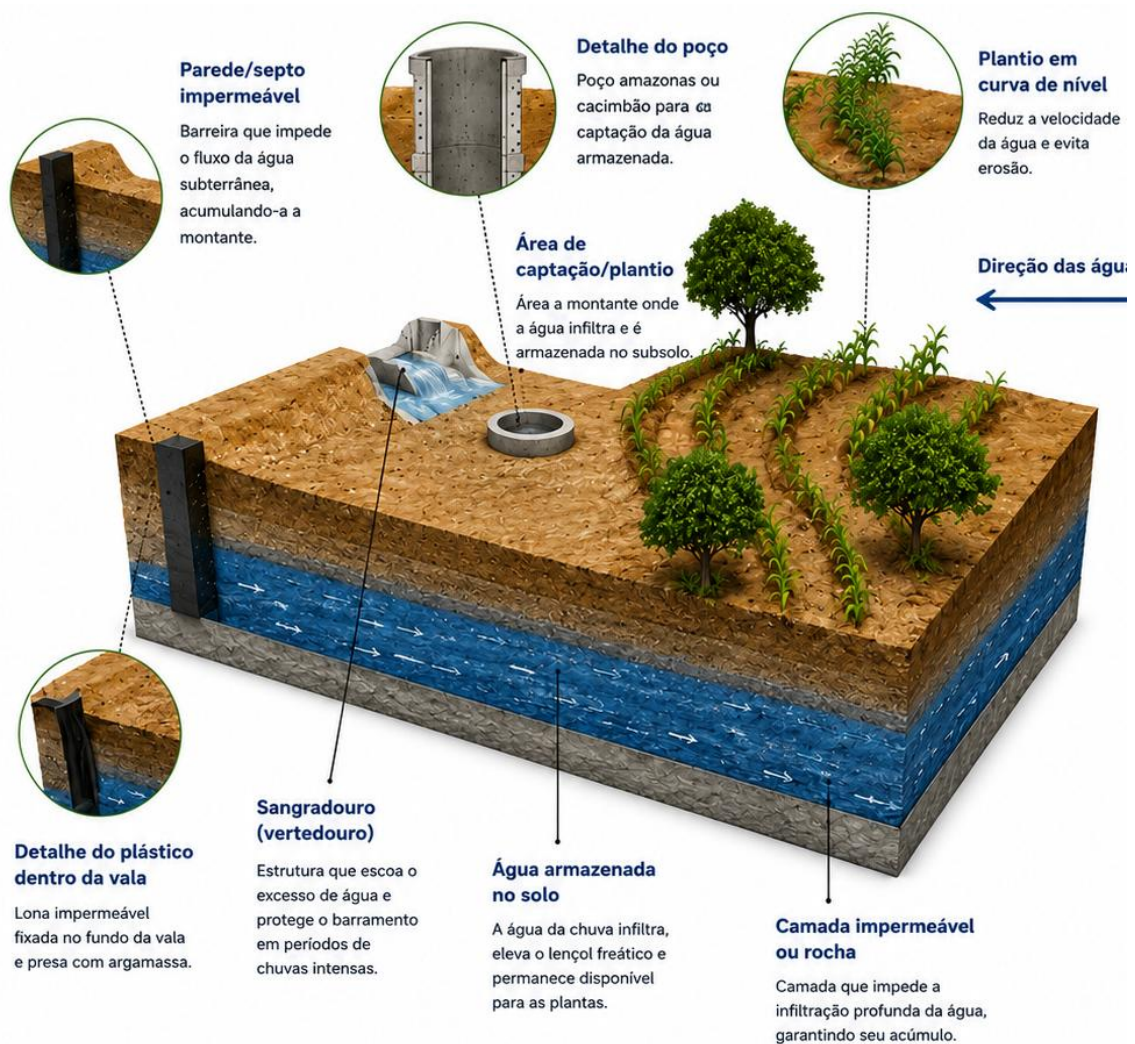 Parede/septo
impermeável
Barreira que impede
o fluxo da água
subterrânea,
acumulando-a a
montante.
Detalhe do poço
Poço amazonas ou
cacimbão para
captação da água
armazenada.
Plantio em
curva de nível
Reduz a velocidade
da água e evita
erosão.
Área de
captação/plantio
Área a montante onde
a água infiltra e é
armazenada no subsolo.
Direção das água
Detalhe do plástico
dentro da vala
Lona impermeável
fixada no fundo da vala
e presa com argamassa.
Sangradouro
(vertedouro)
Estrutura que escoa o
excesso de água e
protege o barramento
em períodos de
chuvas intensas.
Água armazenada
no solo
A água da chuva infiltra,
eleva o lençol freático e
permanece disponível
para as plantas.
Camada impermeável
ou rocha
Camada que impede a
infiltração profunda da água,
garantindo seu acúmulo.